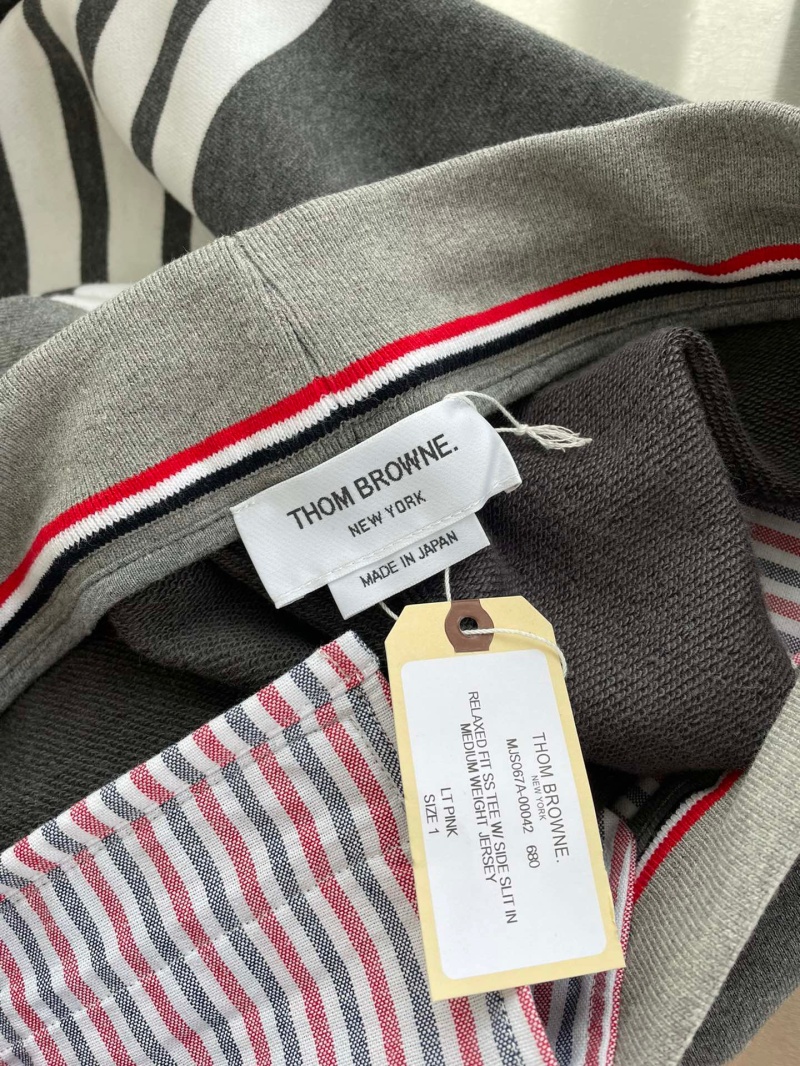 THOM BROWNE.
NEW YORK
MADE IN JAPAN
THOM BROWNE.
NEW YORK
MJS067A-00042 680
RELAXED FIT SS TEE W/ SIDE SLIT IN
MEDIUM WEIGHT JERSEY
LT PINK
SIZE 1